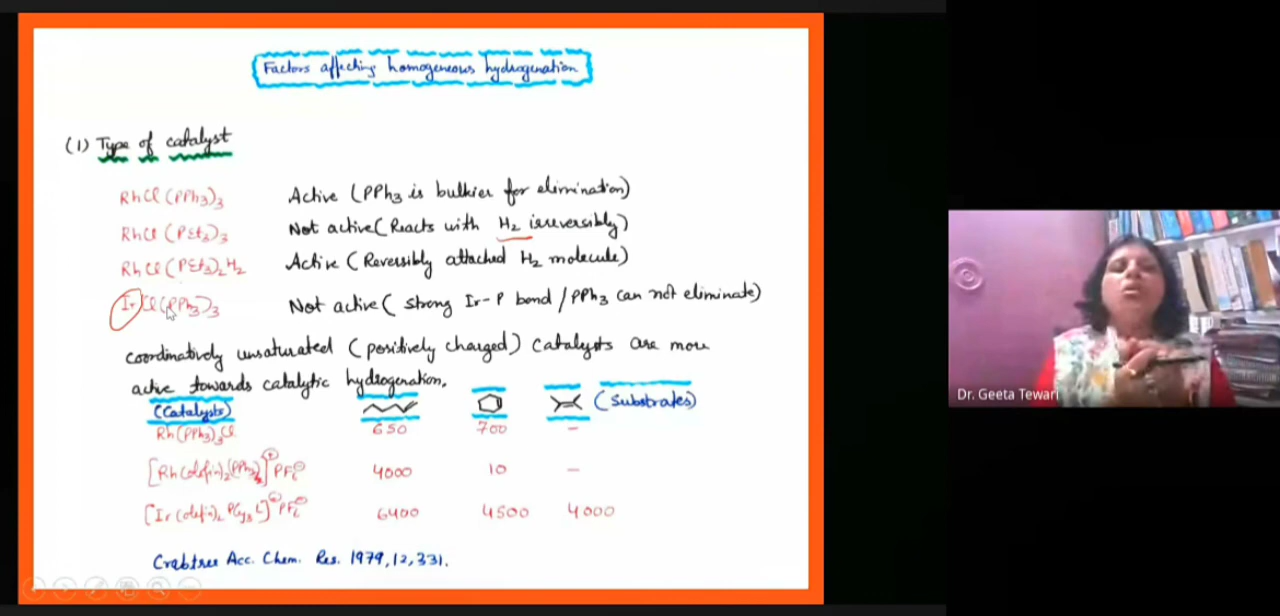 Factors affecting homogeneous hydrogenation
(1) Type of catalyst
RhCl(PPh3)3 Active (PPh3 is bulkier for elimination)
RhCl (PEt3)3 Not active (Reacts with H2 irreversibly)
RhCl(PEt3)2H2 Active (Reversibly attached H2 molecule)
IrCl(PPh3)3 Not active (strong Ir-P bond / PPh3 can not eliminate)
coordinatively unsaturated (positively charged) catalysts are more
active towards catalytic hydrogenation.
(Catalysts) (substrates)
Rh(PPh3)3Cl 650 700 -
[Rh(olefin)2(PPh3)2]⊕PF6⊖ 4000 10 -
[Ir(olefin)2 PCy3 L]⊕PF6⊖ 6400 4500 4000
Crabtree Acc. Chem. Res. 1979, 12, 331.
Dr. Geeta Tewari